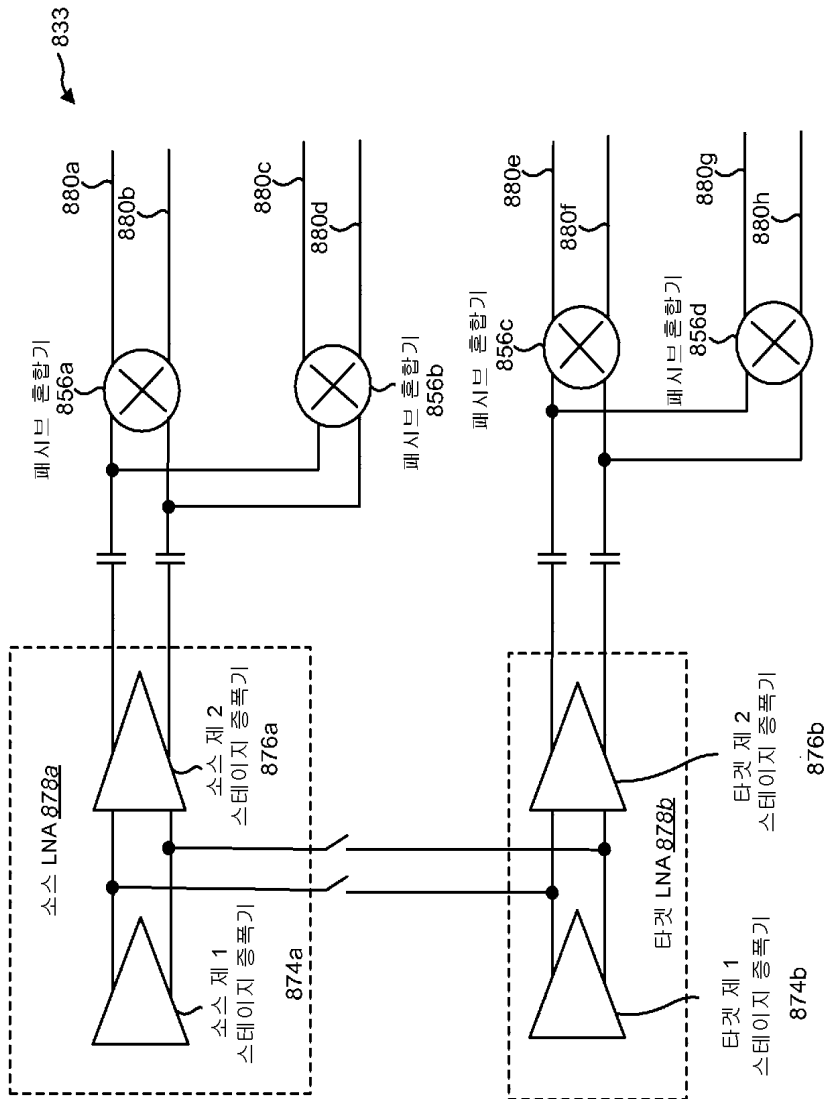 833
880a
880b
880c
880d
880e
880f
880g
880h
패시브 혼합기
856a
패시브 혼합기
856b
패시브 혼합기
856c
패시브 혼합기
856d
소스 LNA 878a
소스 제 1
스테이지 증폭기
874a
소스 제 2
스테이지 증폭기
876a
타겟 LNA 878b
타겟 제 1
스테이지 증폭기
874b
타겟 제 2
스테이지 증폭기
876b